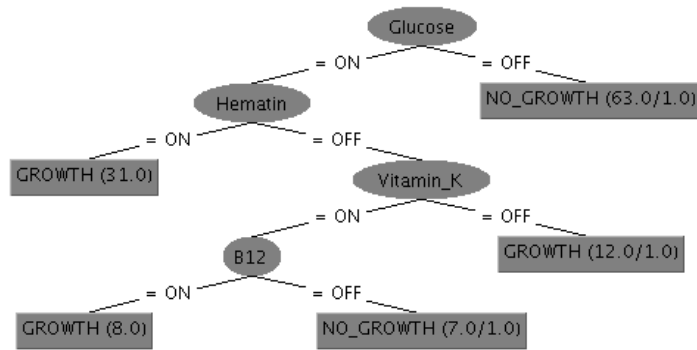 Glucose
= ON
= OFF
Hematin
NO_GROWTH (63.0/1.0)
= ON
= OFF
GROWTH (31.0)
Vitamin_K
= ON
= OFF
B12
GROWTH (12.0/1.0)
= ON
= OFF
GROWTH (8.0)
NO_GROWTH (7.0/1.0)